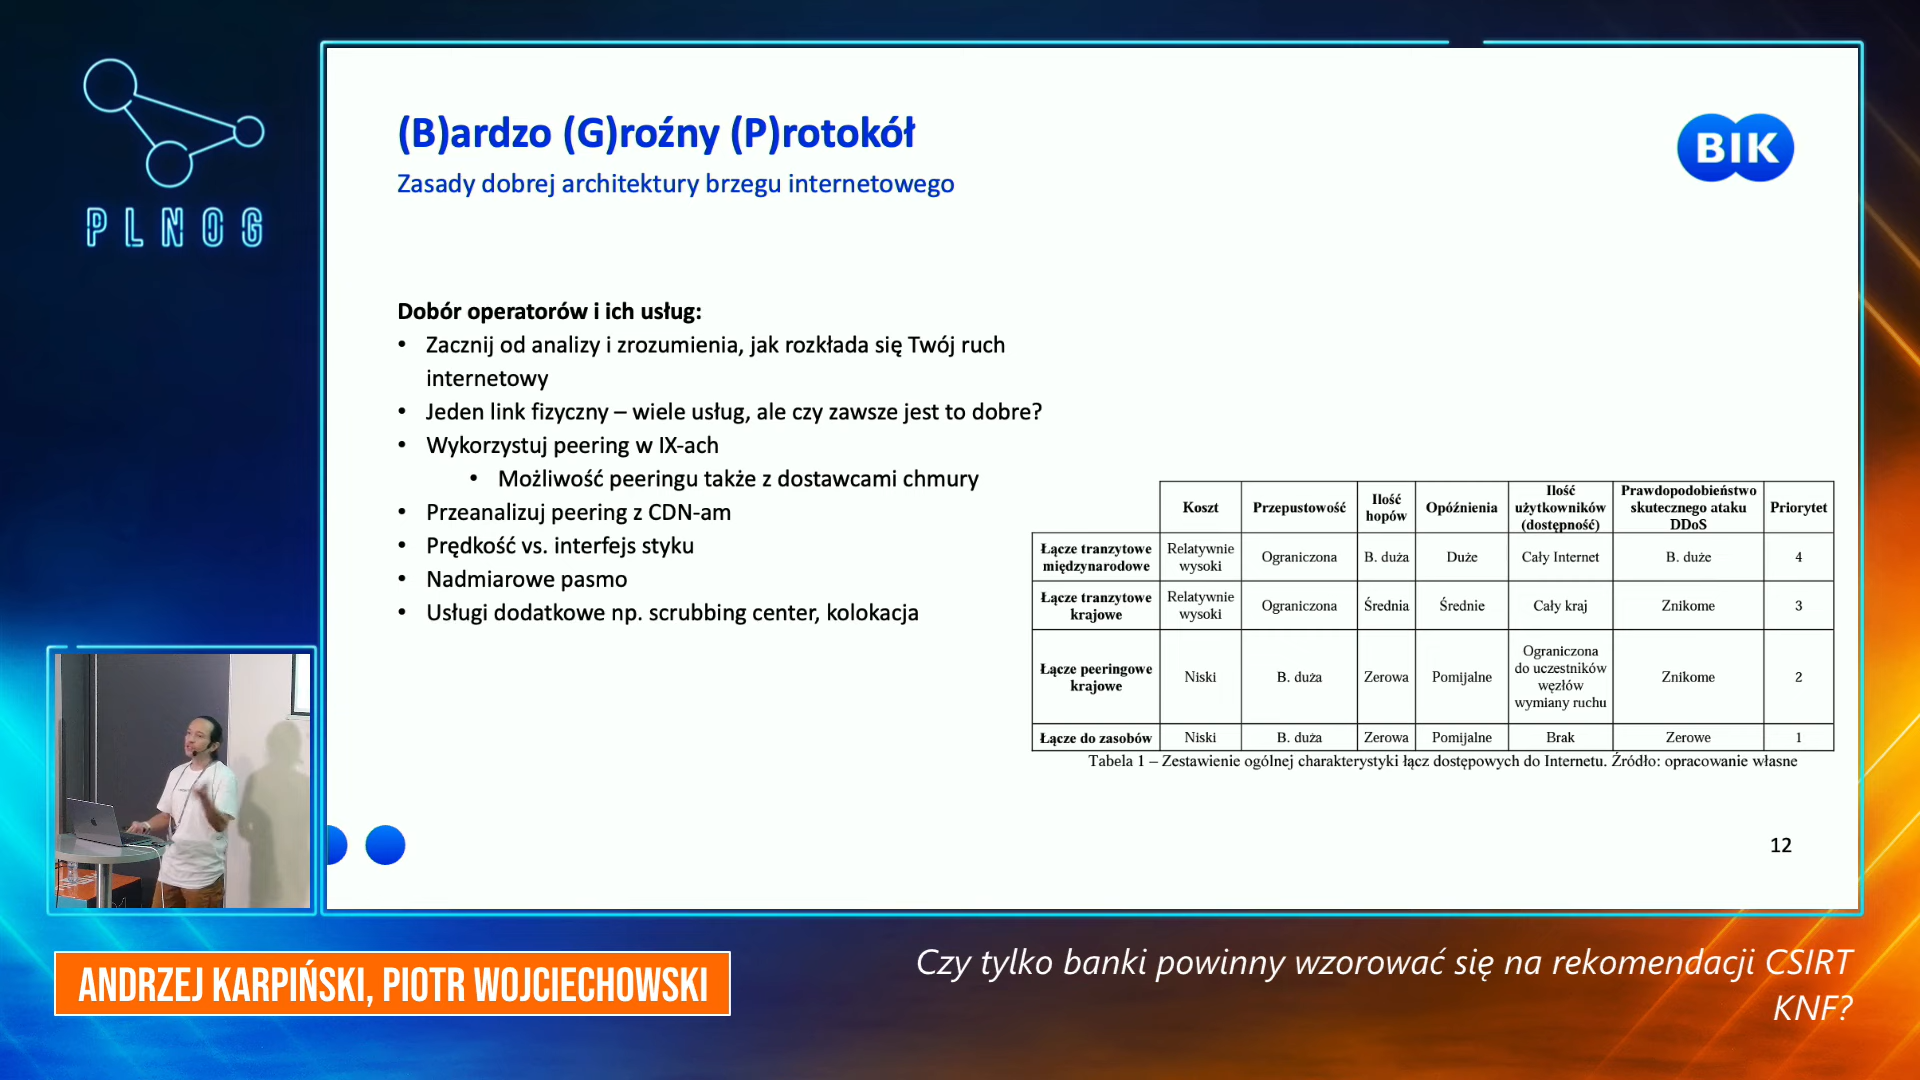 PLNOG
(B)ardzo (G)roźny (P)rotokół
Zasady dobrej architektury brzegu internetowego
BIK
Dobór operatorów i ich usług:
• Zacznij od analizy i zrozumienia, jak rozkłada się Twój ruch
internetowy
• Jeden link fizyczny – wiele usług, ale czy zawsze jest to dobre?
• Wykorzystuj peering w IX-ach
• Możliwość peeringu także z dostawcami chmury
• Przeanalizuj peering z CDN-am
• Prędkość vs. interfejs styku
• Nadmiarowe pasmo
• Usługi dodatkowe np. scrubbing center, kolokacja
Koszt Przepustowość Ilość hopów Opóźnienia Ilość użytkowników (dostępność) Prawdopodobieństwo skutecznego ataku DDoS Priorytet
Łącze tranzytowe międzynarodowe Relatywnie wysoki Ograniczona B. duża Duże Cały Internet B. duże 4
Łącze tranzytowe krajowe Relatywnie wysoki Ograniczona Średnia Średnie Cały kraj Znikome 3
Łącze peeringowe krajowe Niski B. duża Zerowa Pomijalne Ograniczona do uczestników węzłów wymiany ruchu Znikome 2
Łącze do zasobów Niski B. duża Zerowa Pomijalne Brak Zerowe 1
Tabela 1 – Zestawienie ogólnej charakterystyki łącz dostępowych do Internetu. Źródło: opracowanie własne
12
ANDRZEJ KARPIŃSKI, PIOTR WOJCIECHOWSKI
Czy tylko banki powinny wzorować się na rekomendacji CSIRT
KNF?